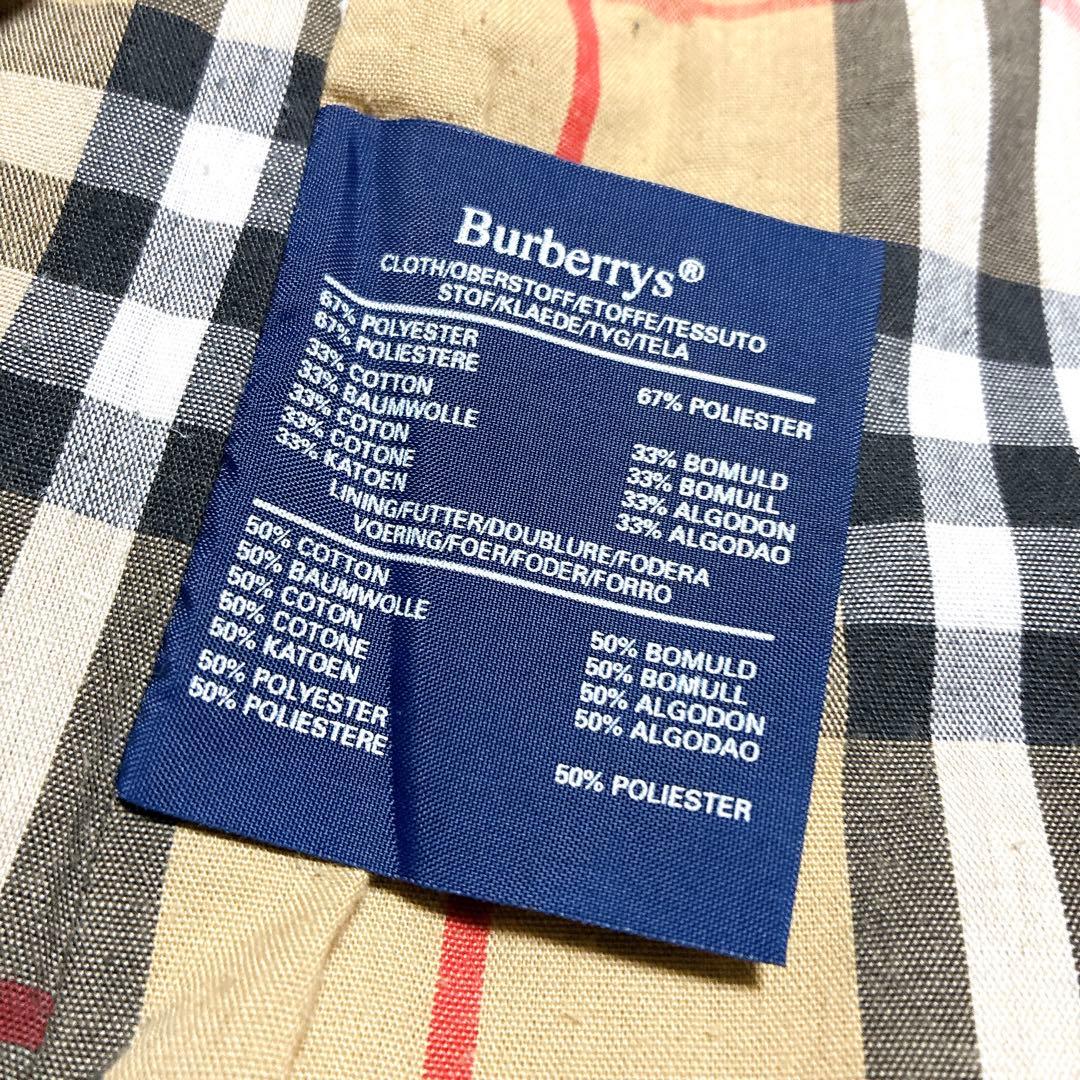 Burberrys®
CLOTH/OBERSTOFF/ETOFFE/TESSUTO
STOF/KLAEDE/TYG/TELA
67% POLYESTER
67% POLIESTERE
67% POLIESTER
33% COTTON
33% BAUMWOLLE
33% COTON
33% COTONE
33% KATOEN
33% BOMULD
33% BOMULL
33% ALGODON
33% ALGODAO
LINING/FUTTER/DOUBLURE/FODERA
VOERING/FOER/FODER/FORRO
50% COTTON
50% BAUMWOLLE
50% COTON
50% COTONE
50% KATOEN
50% BOMULD
50% BOMULL
50% ALGODON
50% ALGODAO
50% POLYESTER
50% POLIESTERE
50% POLIESTER